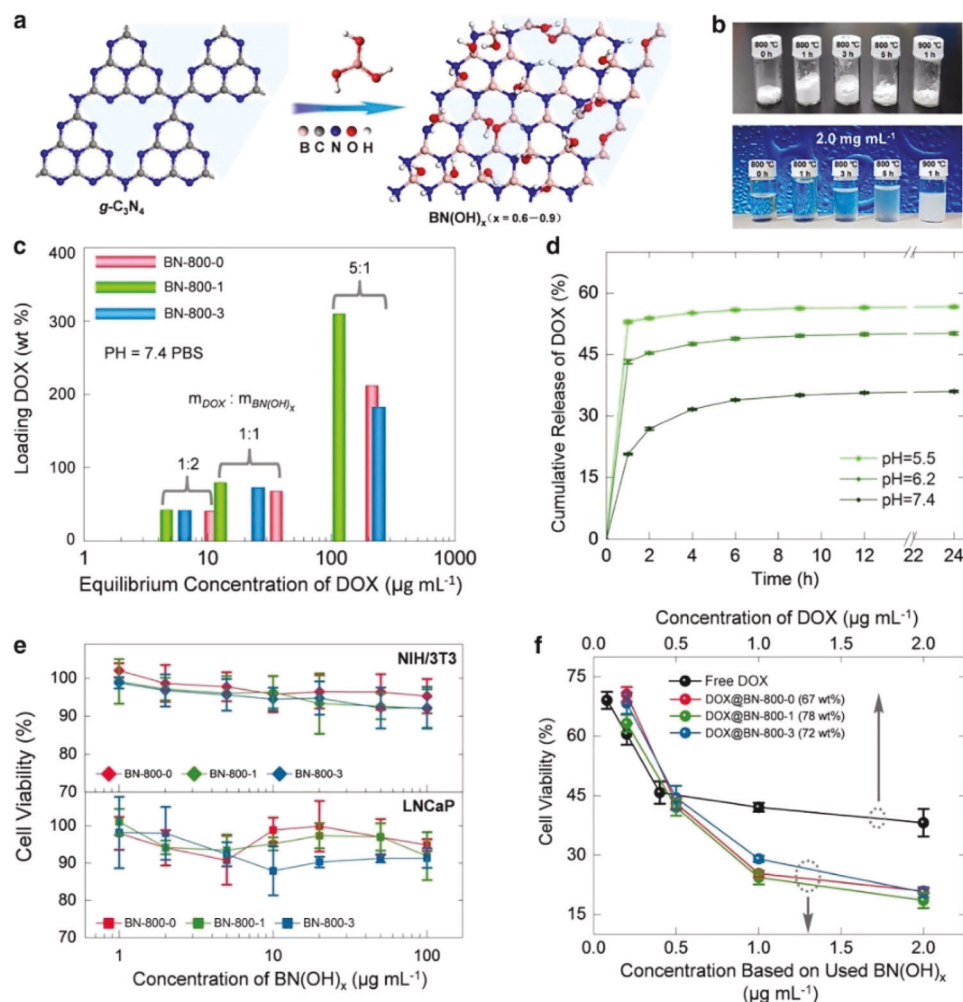 a
g-C₃N₄
B C N O H
BN(OH)ₓ (x = 0.6−0.9)
b
800 ℃ 0 h
800 ℃ 1 h
800 ℃ 3 h
800 ℃ 5 h
900 ℃ 1 h
2.0 mg mL⁻¹
800 ℃ 0 h
800 ℃ 1 h
800 ℃ 3 h
800 ℃ 5 h
900 ℃ 1 h
c
Loading DOX (wt %)
400
300
200
100
0
BN-800-0
BN-800-1
BN-800-3
PH = 7.4 PBS
m_DOX : m_BN(OH)ₓ
1:2
1:1
5:1
1 10 100 1000
Equilibrium Concentration of DOX (µg mL⁻¹)
d
Cumulative Release of DOX (%)
60
45
30
15
0
pH=5.5
pH=6.2
pH=7.4
0 2 4 6 8 10 12 22 24
Time (h)
e
Cell Viability (%)
NIH/3T3
100
90
80
70
BN-800-0 BN-800-1 BN-800-3
LNCaP
100
90
80
70
BN-800-0 BN-800-1 BN-800-3
1 10 100
Concentration of BN(OH)ₓ (µg mL⁻¹)
f
Concentration of DOX (µg mL⁻¹)
0.0 0.5 1.0 1.5 2.0
Cell Viability (%)
75
60
45
30
15
Free DOX
DOX@BN-800-0 (67 wt%)
DOX@BN-800-1 (78 wt%)
DOX@BN-800-3 (72 wt%)
0.0 0.5 1.0 1.5 2.0
Concentration Based on Used BN(OH)ₓ
(µg mL⁻¹)